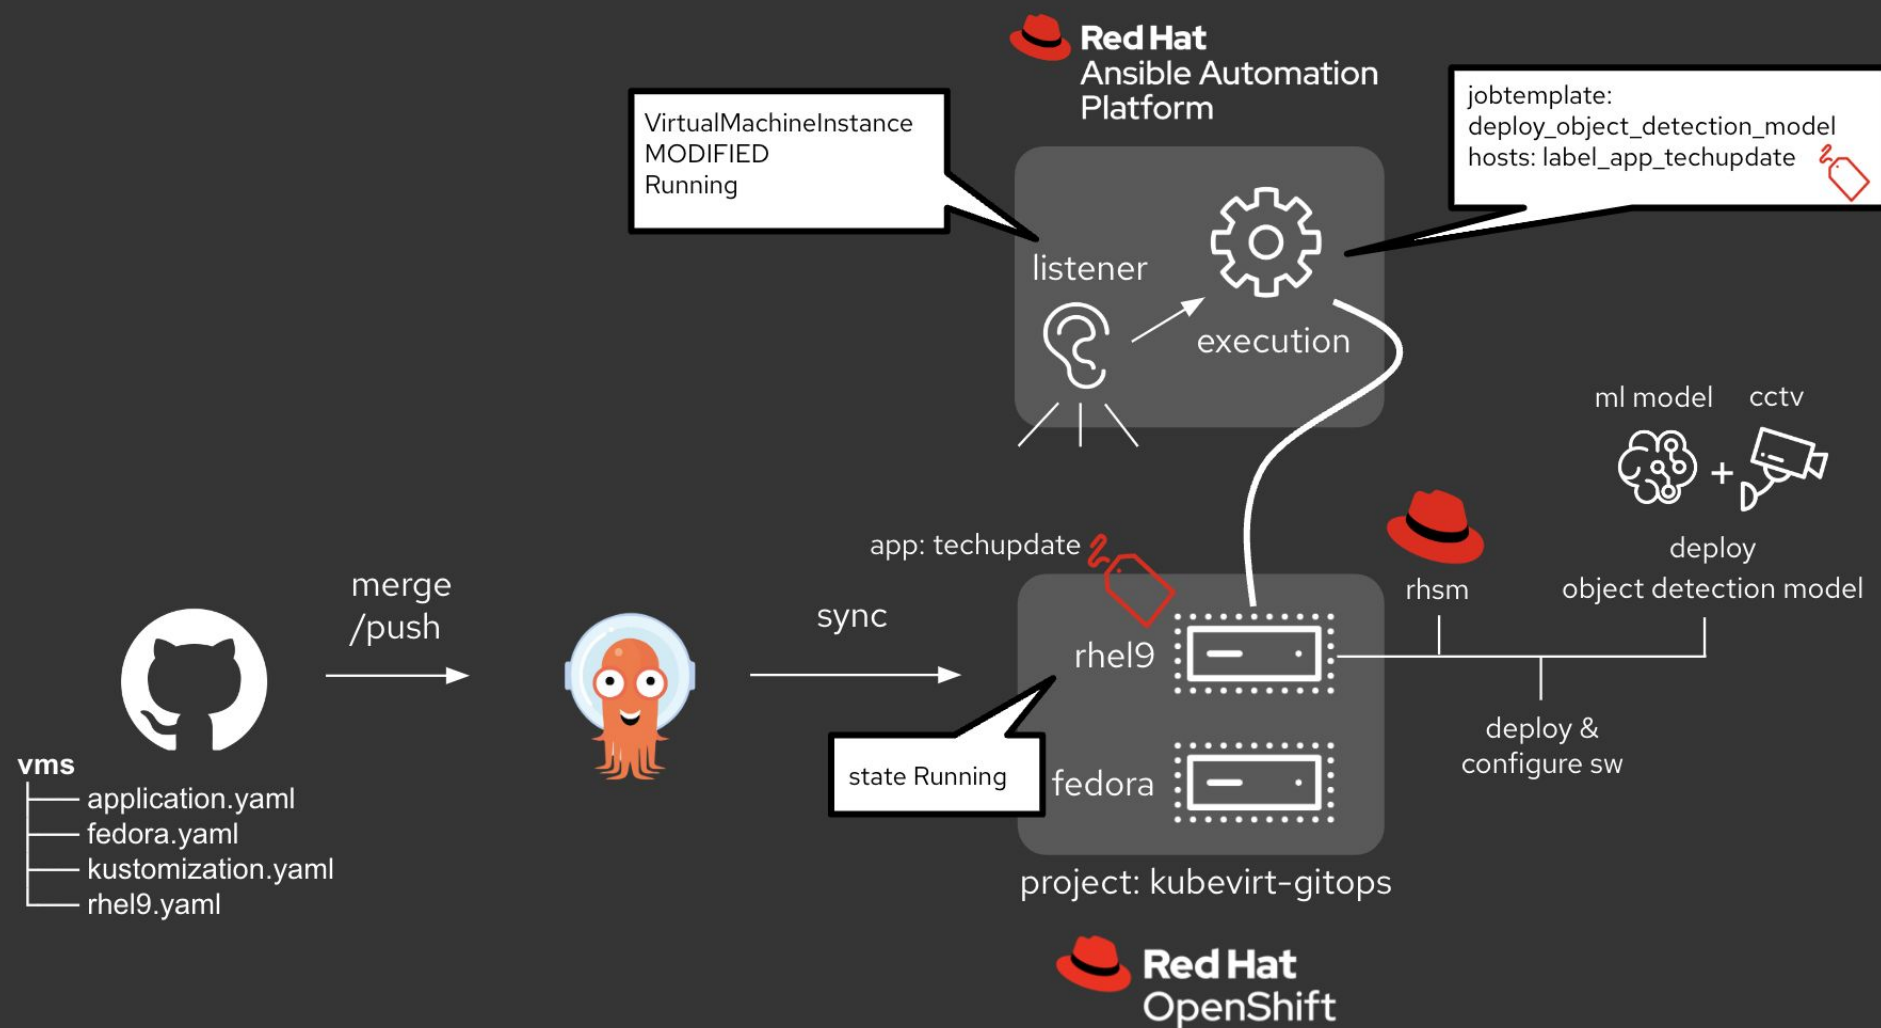 Red Hat
Ansible Automation
Platform
VirtualMachineInstance
MODIFIED
Running
jobtemplate:
deploy_object_detection_model
hosts: label_app_techupdate
listener
execution
ml model
cctv
+
deploy
object detection model
rhsm
app: techupdate
merge
/push
sync
rhel9
state Running
fedora
deploy &
configure sw
vms
application.yaml
fedora.yaml
kustomization.yaml
rhel9.yaml
project: kubevirt-gitops
Red Hat
OpenShift